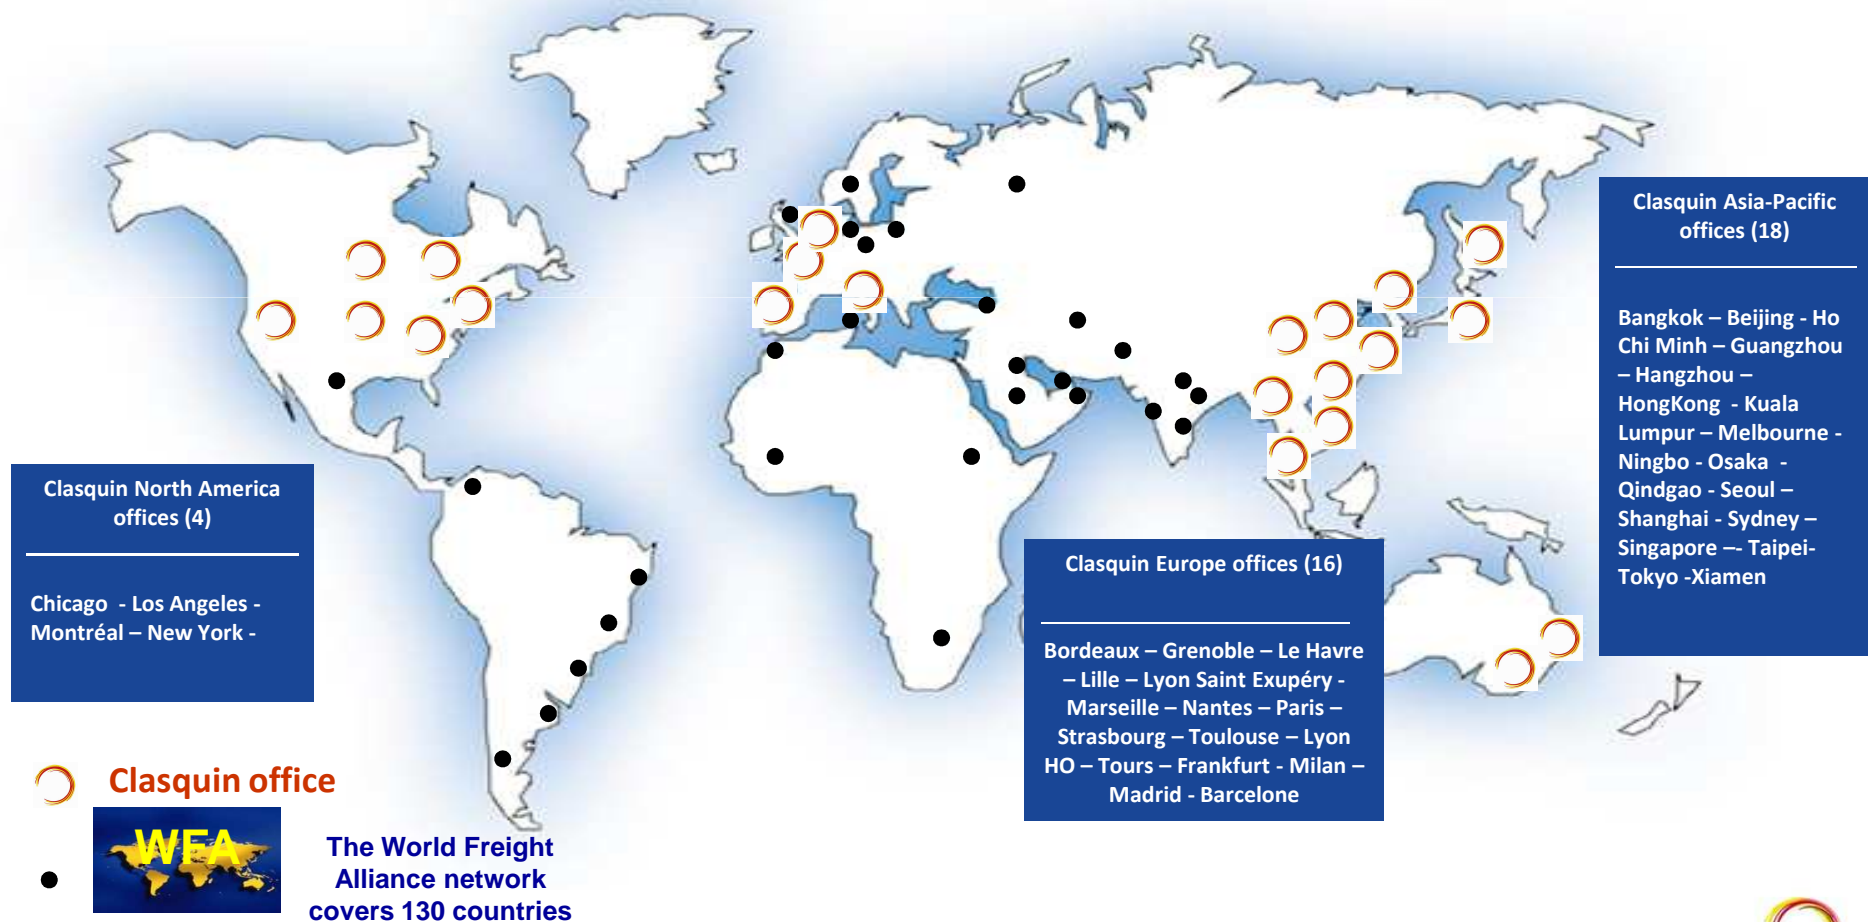 Clasquin Asia-Pacific
offices (18)
Bangkok – Beijing - Ho
Chi Minh – Guangzhou
– Hangzhou –
HongKong - Kuala
Lumpur – Melbourne -
Ningbo - Osaka -
Qindgao - Seoul –
Shanghai - Sydney –
Singapore –- Taipei-
Tokyo -Xiamen
Clasquin North America
offices (4)
Chicago - Los Angeles -
Montréal – New York -
Clasquin Europe offices (16)
Bordeaux – Grenoble – Le Havre
– Lille – Lyon Saint Exupéry -
Marseille – Nantes – Paris –
Strasbourg – Toulouse – Lyon
HO – Tours – Frankfurt - Milan –
Madrid - Barcelone
Clasquin office
WFA
The World Freight
Alliance network
covers 130 countries